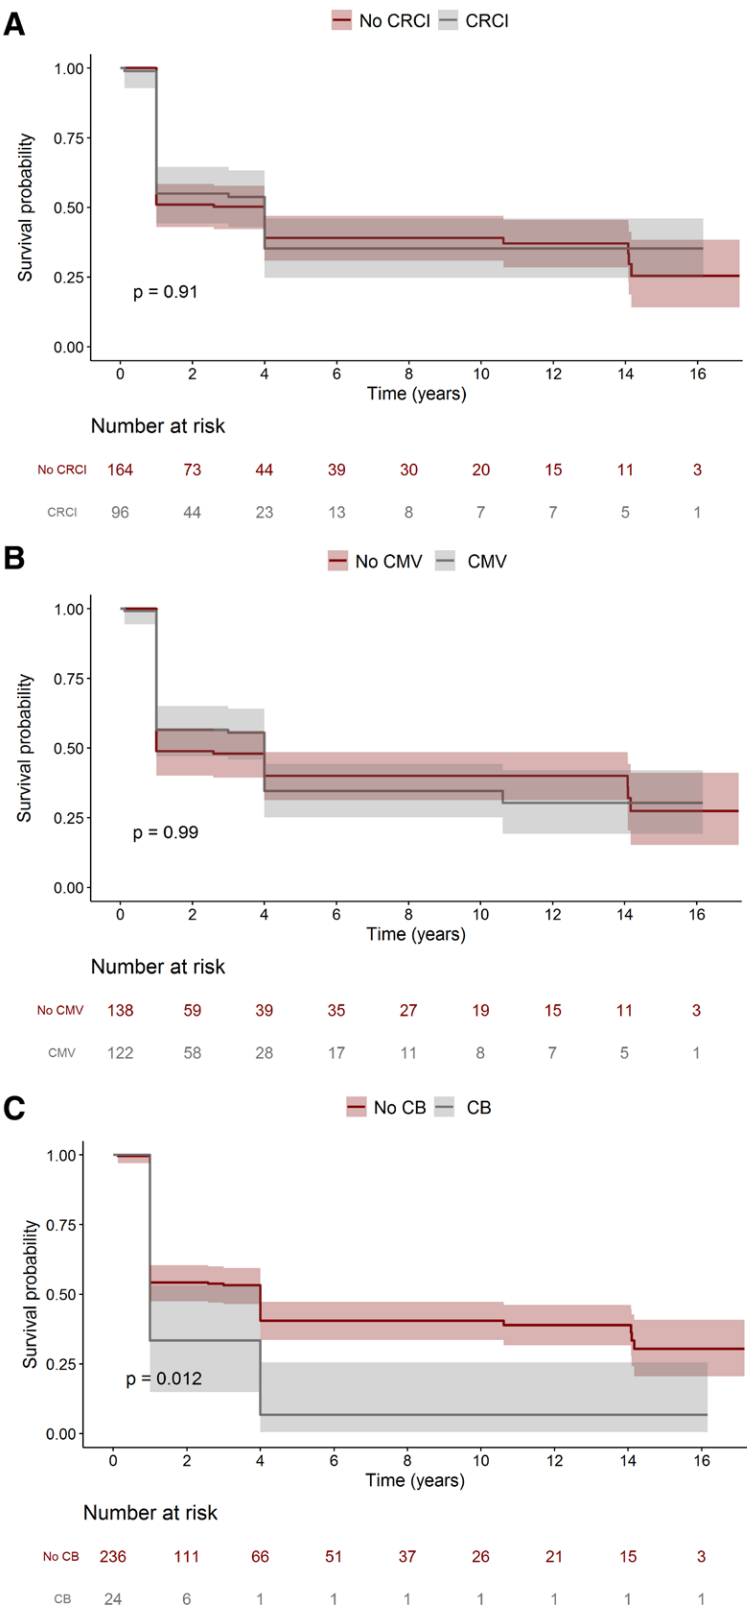 A
No CRCI CRCI
1.00
0.75
0.50
0.25
0.00
Survival probability
p = 0.91
0 2 4 6 8 10 12 14 16
Time (years)
Number at risk
No CRCI 164 73 44 39 30 20 15 11 3
CRCI 96 44 23 13 8 7 7 5 1
B
No CMV CMV
1.00
0.75
0.50
0.25
0.00
Survival probability
p = 0.99
0 2 4 6 8 10 12 14 16
Time (years)
Number at risk
No CMV 138 59 39 35 27 19 15 11 3
CMV 122 58 28 17 11 8 7 5 1
C
No CB CB
1.00
0.75
0.50
0.25
0.00
Survival probability
p = 0.012
0 2 4 6 8 10 12 14 16
Time (years)
Number at risk
No CB 236 111 66 51 37 26 21 15 3
CB 24 6 1 1 1 1 1 1 1